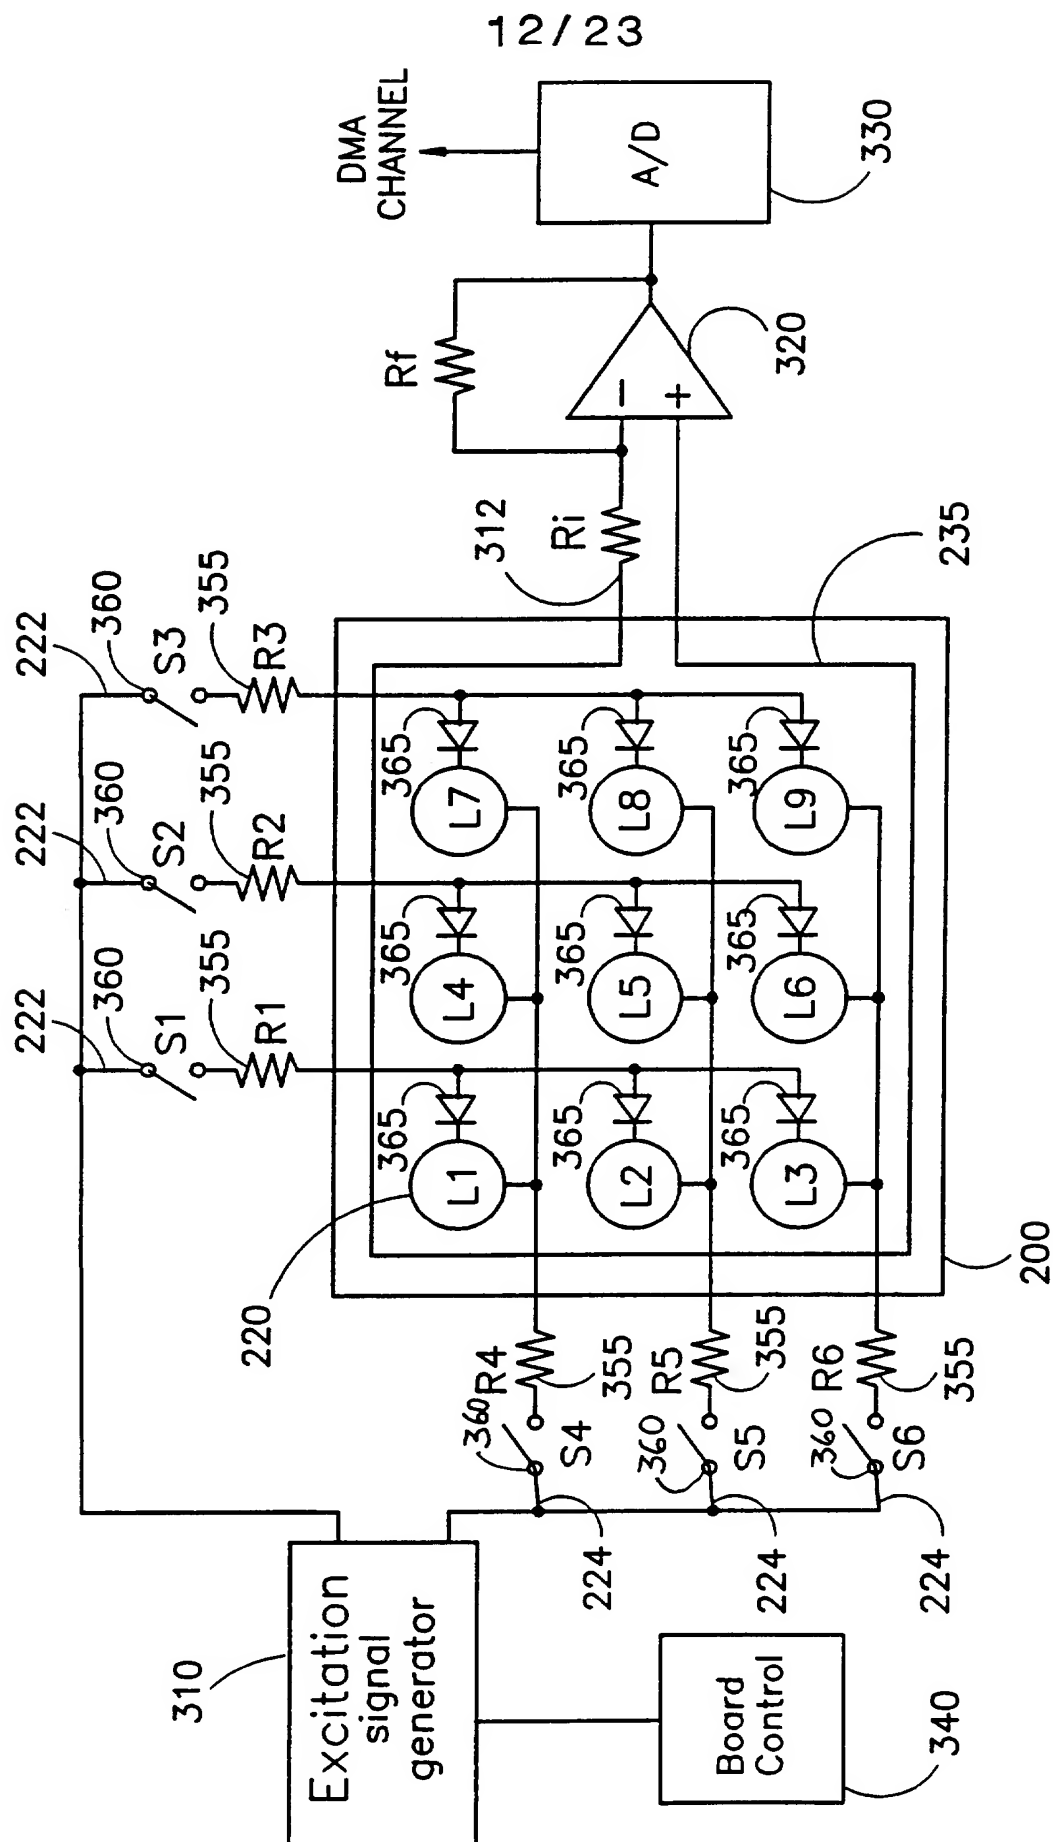 12/23
DMA
CHANNEL
A/D
330
Rf
320
312
Ri
235
222
360
S3
355
R3
222
360
S2
355
R2
222
360
S1
355
R1
365
L7
365
L8
365
L9
365
L4
365
L5
365
L6
365
L1
365
L2
365
L3
220
200
R4
355
360
S4
224
R5
355
360
S5
224
R6
355
360
S6
224
310
Excitation
signal
generator
Board
Control
340